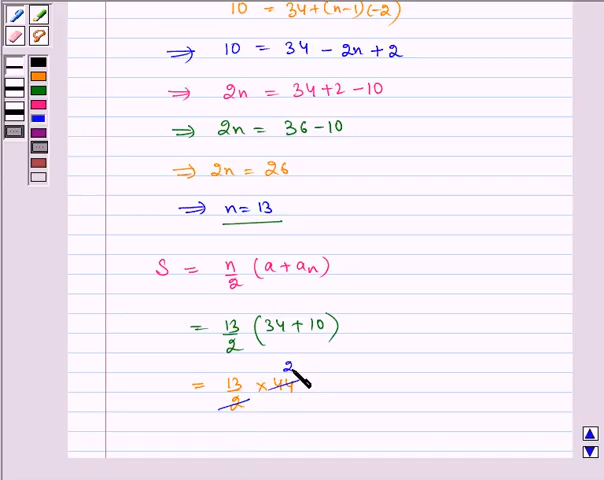 10 = 34 + (n-1)(-2)
⇒ 10 = 34 - 2n + 2
⇒ 2n = 34 + 2 - 10
⇒ 2n = 36 - 10
⇒ 2n = 26
⇒ n = 13
S = n/2 (a + aₙ)
= 13/2 (34 + 10)
2
= 13/2 × 44